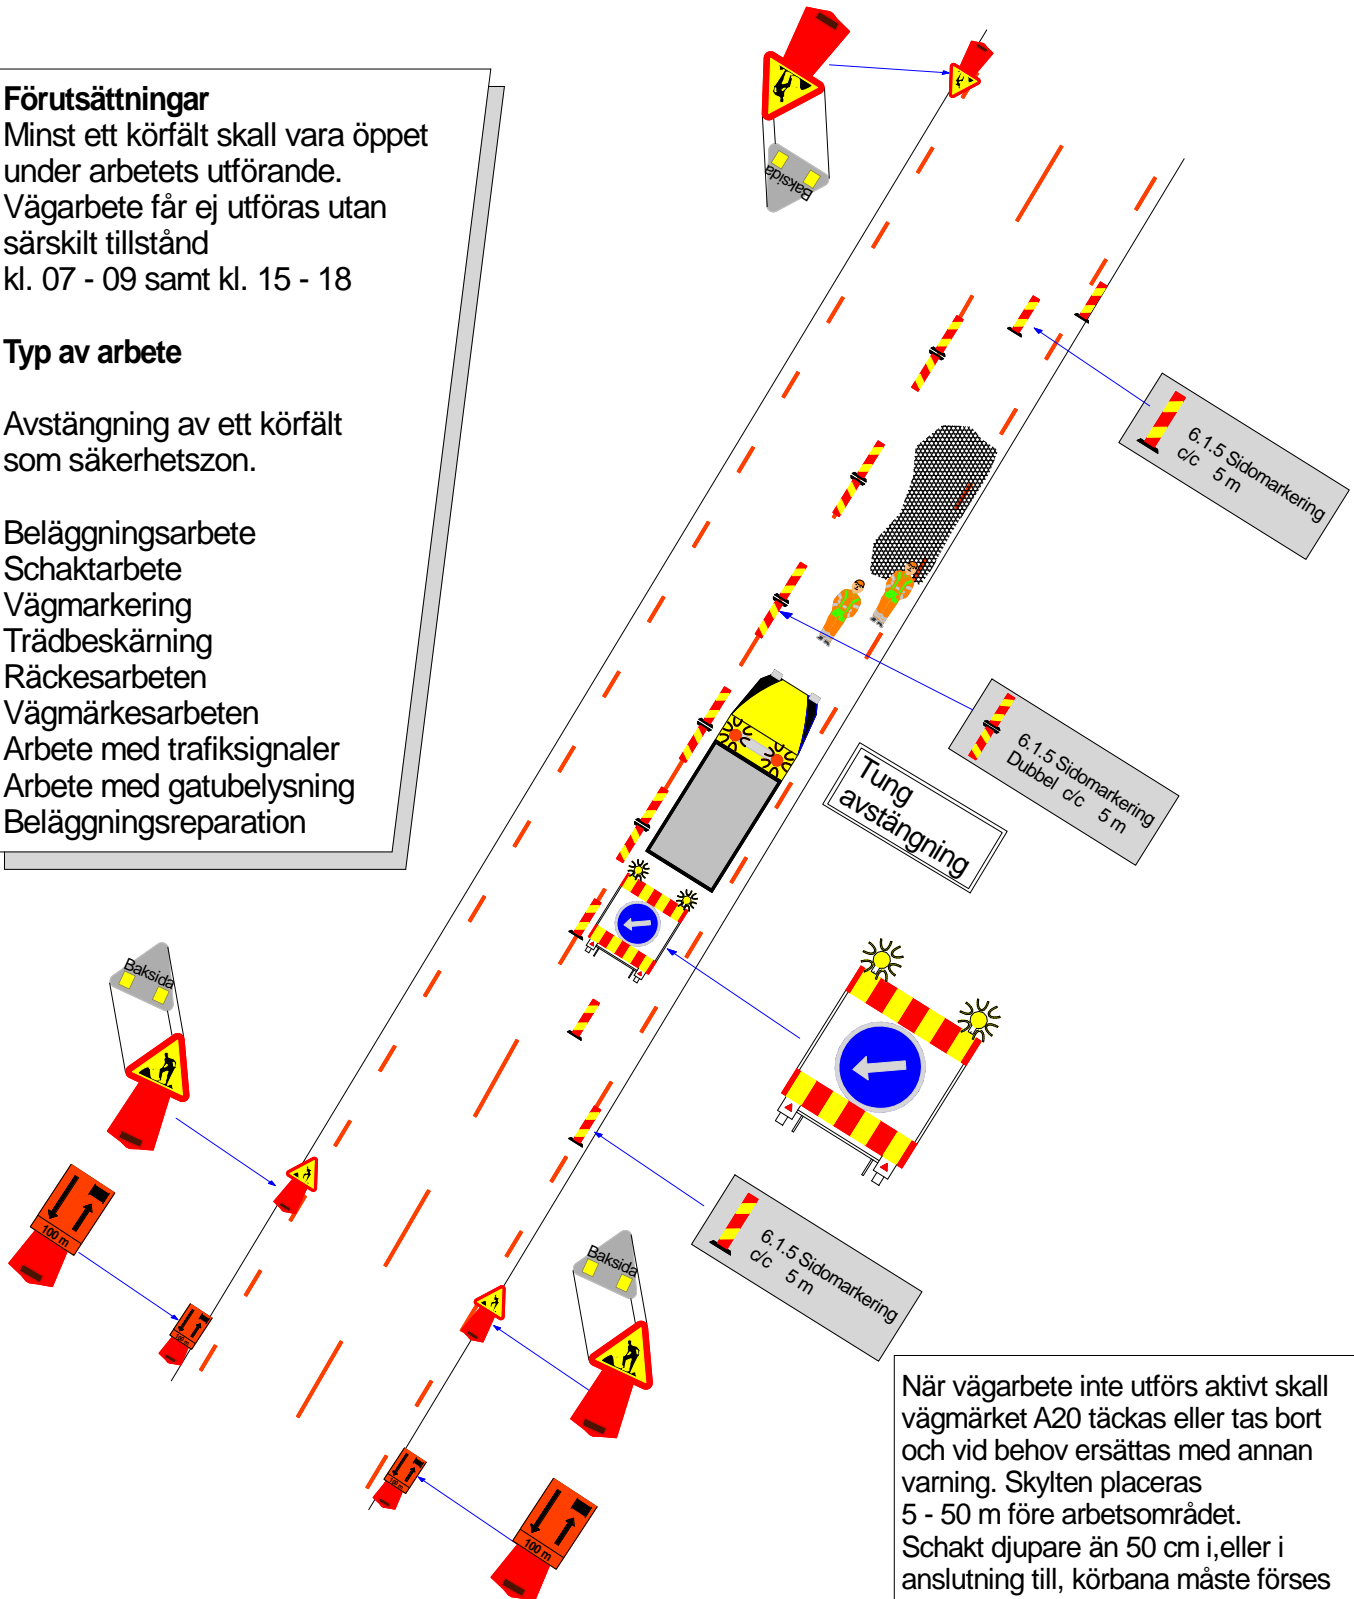 Förutsättningar
Minst ett körfält skall vara öppet
under arbetets utförande.
Vägarbete får ej utföras utan
särskilt tillstånd
kl. 07 - 09 samt kl. 15 - 18
Typ av arbete
Avstängning av ett körfält
som säkerhetszon.
Beläggningsarbete
Schaktarbete
Vägmarkering
Trädbeskärning
Räckesarbeten
Vägmärkesarbeten
Arbete med trafiksignaler
Arbete med gatubelysning
Beläggningsreparation
Baksida
6.1.5 Sidomarkering
c/c 5 m
6.1.5 Sidomarkering
Dubbel c/c 5 m
Tung
avstängning
Baksida
100 m
100 m
6.1.5 Sidomarkering
c/c 5 m
Baksida
100 m
100 m
När vägarbete inte utförs aktivt skall
vägmärket A20 täckas eller tas bort
och vid behov ersättas med annan
varning. Skylten placeras
5 - 50 m före arbetsområdet.
Schakt djupare än 50 cm i,eller i
anslutning till, körbana måste förses